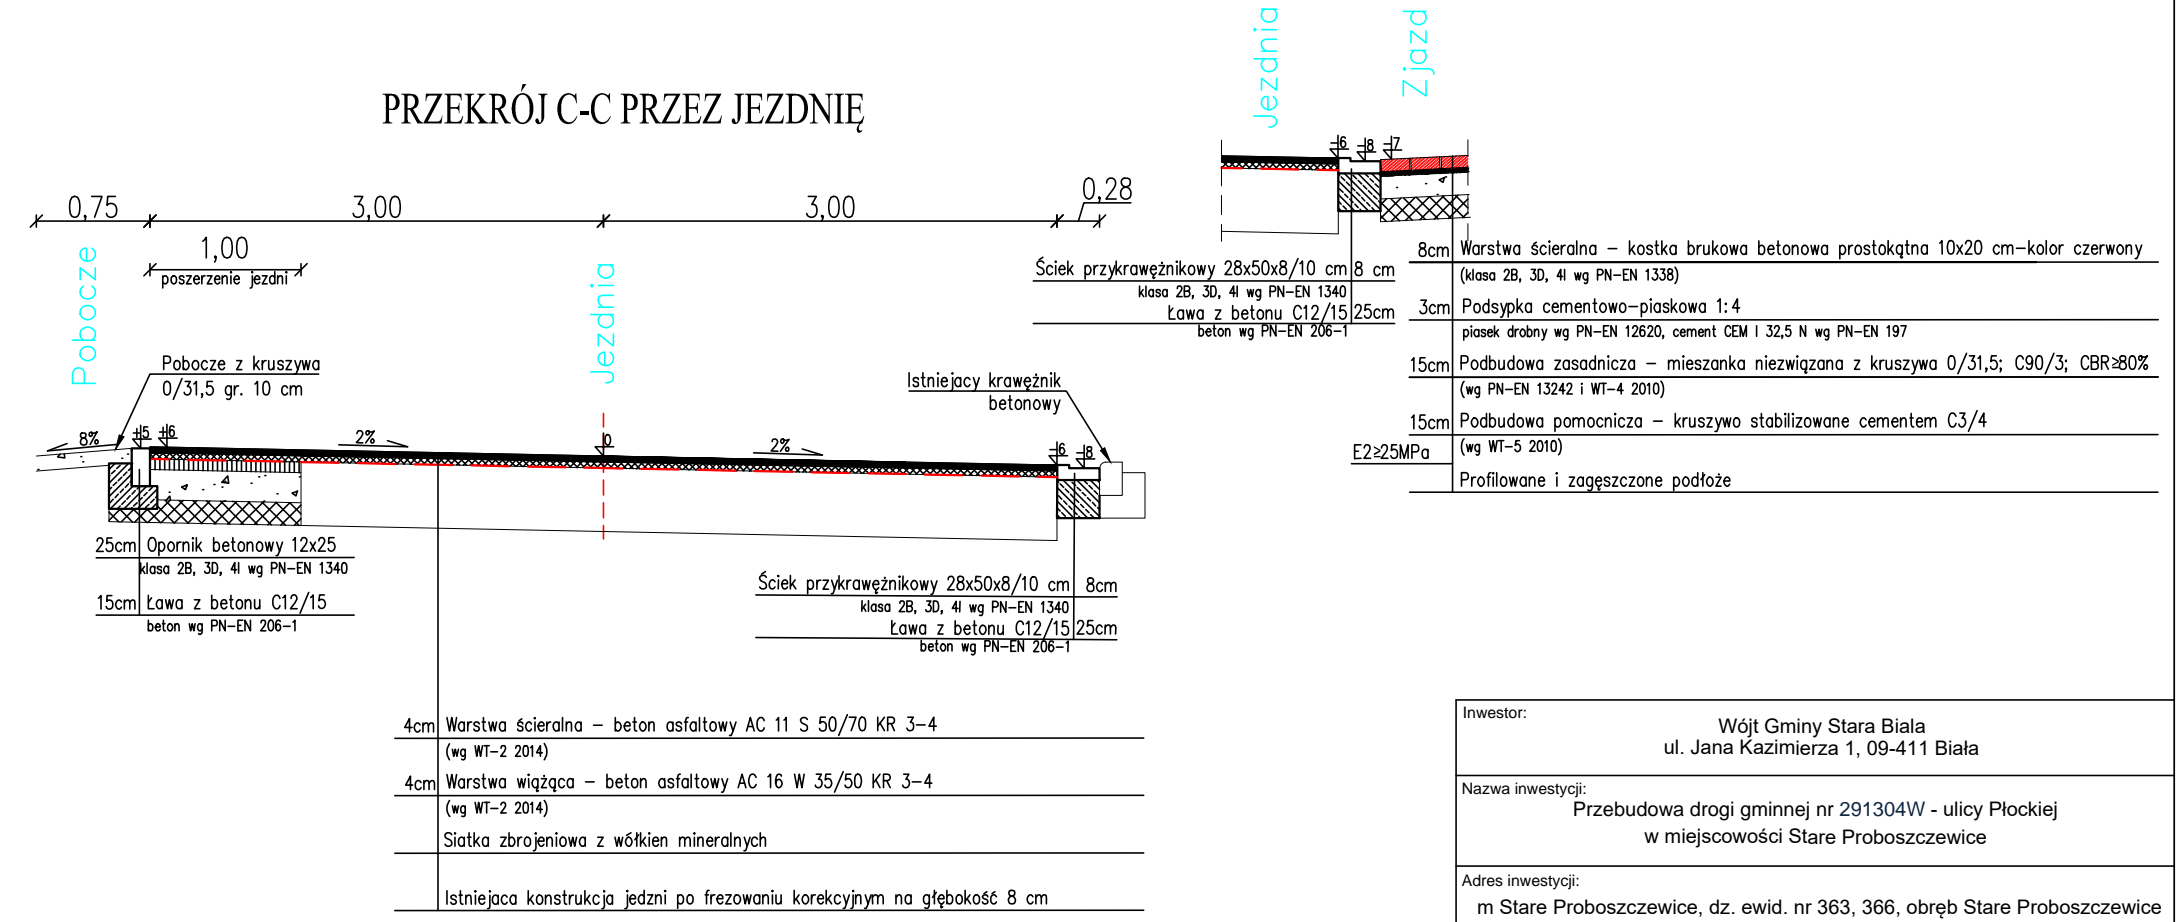 PRZEKRÓJ C-C PRZEZ JEZDNIĘ
0,75
3,00
3,00
0,28
1,00
poszerzenie jezdni
Pobocze
Jezdnia
Pobocze z kruszywa
0/31,5 gr. 10 cm
Istniejacy krawężnik
betonowy
8%
+5
+6
2%
0
2%
-6
-8
25cm Opornik betonowy 12x25
klasa 2B, 3D, 4I wg PN-EN 1340
15cm Ława z betonu C12/15
beton wg PN-EN 206-1
Ściek przykrawężnikowy 28x50x8/10 cm 8cm
klasa 2B, 3D, 4I wg PN-EN 1340
Ława z betonu C12/15 25cm
beton wg PN-EN 206-1
4cm Warstwa ścieralna - beton asfaltowy AC 11 S 50/70 KR 3-4
(wg WT-2 2014)
4cm Warstwa wiążąca - beton asfaltowy AC 16 W 35/50 KR 3-4
(wg WT-2 2014)
Siatka zbrojeniowa z wółkien mineralnych
Istniejaca konstrukcja jedzni po frezowaniu korekcyjnym na głębokość 8 cm
Jezdnia
Zjazd
-6
-8
-7
Ściek przykrawężnikowy 28x50x8/10 cm 8 cm
klasa 2B, 3D, 4I wg PN-EN 1340
Ława z betonu C12/15 25cm
beton wg PN-EN 206-1
8cm Warstwa ścieralna - kostka brukowa betonowa prostokątna 10x20 cm-kolor czerwony
(klasa 2B, 3D, 4I wg PN-EN 1338)
3cm Podsypka cementowo-piaskowa 1:4
piasek drobny wg PN-EN 12620, cement CEM I 32,5 N wg PN-EN 197
15cm Podbudowa zasadnicza - mieszanka niezwiązana z kruszywa 0/31,5; C90/3; CBR≥80%
(wg PN-EN 13242 i WT-4 2010)
15cm Podbudowa pomocnicza - kruszywo stabilizowane cementem C3/4
(wg WT-5 2010)
E2≥25MPa
Profilowane i zagęszczone podłoże
Inwestor:
Wójt Gminy Stara Biala
ul. Jana Kazimierza 1, 09-411 Biała
Nazwa inwestycji:
Przebudowa drogi gminnej nr 291304W - ulicy Płockiej
w miejscowości Stare Proboszczewice
Adres inwestycji:
m Stare Proboszczewice, dz. ewid. nr 363, 366, obręb Stare Proboszczewice